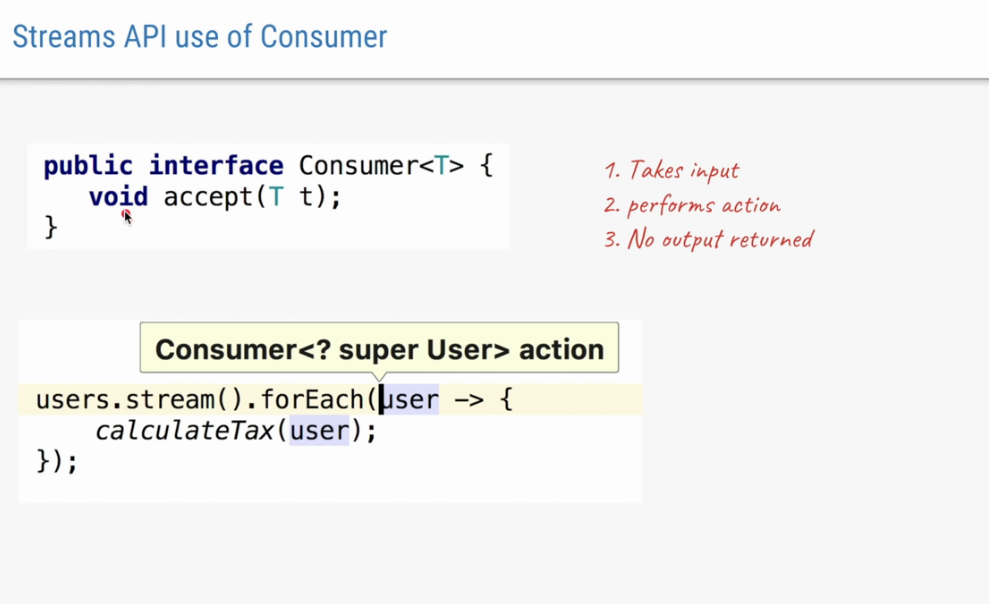 Streams API use of Consumer
public interface Consumer<T> {
void accept(T t);
}
1. Takes input
2. performs action
3. No output returned
Consumer<? super User> action
users.stream().forEach(user -> {
calculateTax(user);
});